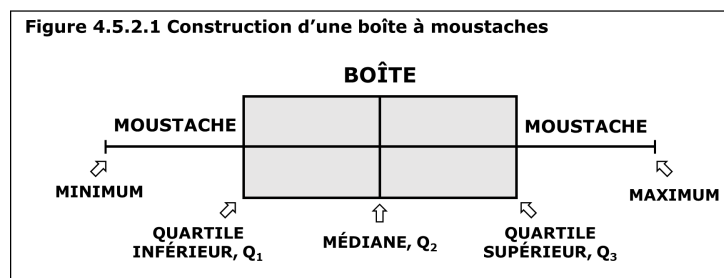 Figure 4.5.2.1 Construction d’une boîte à moustaches
BOÎTE
MOUSTACHE
MOUSTACHE
MINIMUM
MAXIMUM
QUARTILE
INFÉRIEUR, Q₁
MÉDIANE, Q₂
QUARTILE
SUPÉRIEUR, Q₃